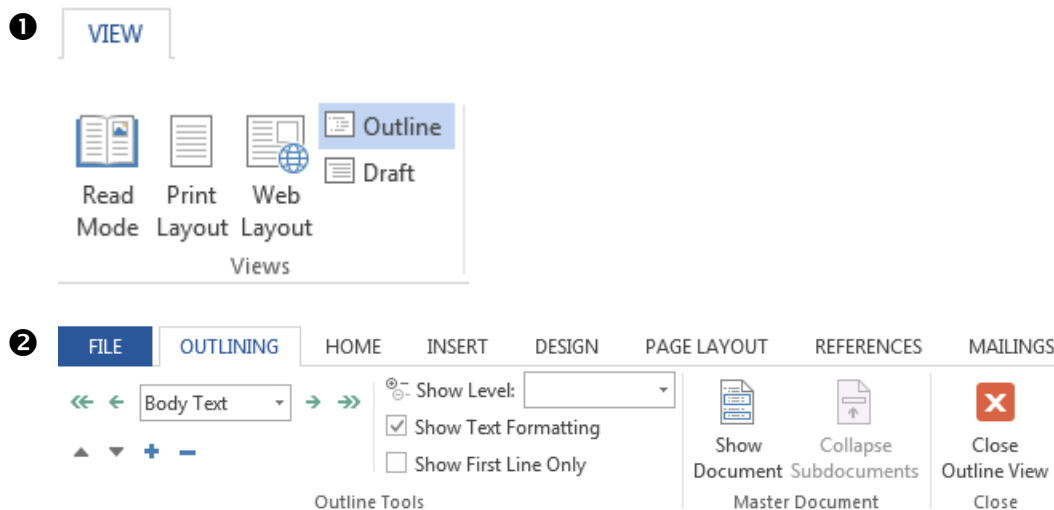 ❶ VIEW
Outline
Draft
Read Mode
Print Layout
Web Layout
Views
❷ FILE OUTLINING HOME INSERT DESIGN PAGE LAYOUT REFERENCES MAILINGS
Body Text
Show Level:
Show Text Formatting
Show First Line Only
Outline Tools
Show Document
Collapse Subdocuments
Master Document
Close Outline View
Close